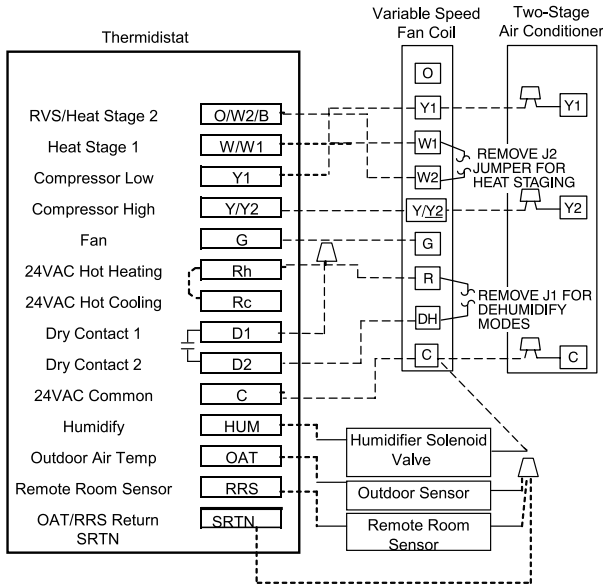 Variable Speed
Fan Coil
Two-Stage
Air Conditioner
Thermidistat
O
RVS/Heat Stage 2 O/W2/B
Y1
Y1
Heat Stage 1 W/W1
W1
REMOVE J2
JUMPER FOR
HEAT STAGING
Compressor Low Y1
W2
Compressor High Y/Y2
Y/Y2
Y2
Fan G
G
24VAC Hot Heating Rh
R
24VAC Hot Cooling Rc
REMOVE J1 FOR
DEHUMIDIFY
MODES
Dry Contact 1 D1
DH
Dry Contact 2 D2
C
C
24VAC Common C
Humidify HUM
Humidifier Solenoid
Valve
Outdoor Air Temp OAT
Outdoor Sensor
Remote Room Sensor RRS
Remote Room
Sensor
OAT/RRS Return
SRTN
SRTN